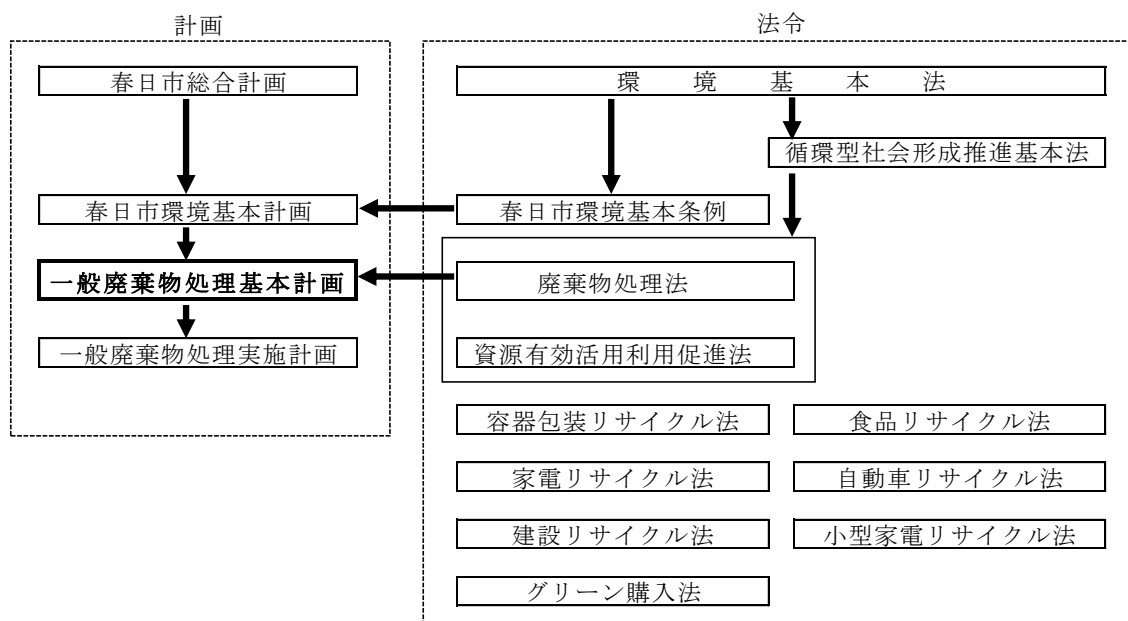 計画
春日市総合計画
春日市環境基本計画
一般廃棄物処理基本計画
一般廃棄物処理実施計画
法令
環境基本法
循環型社会形成推進基本法
春日市環境基本条例
廃棄物処理法
資源有効活用利用促進法
容器包装リサイクル法
食品リサイクル法
家電リサイクル法
自動車リサイクル法
建設リサイクル法
小型家電リサイクル法
グリーン購入法